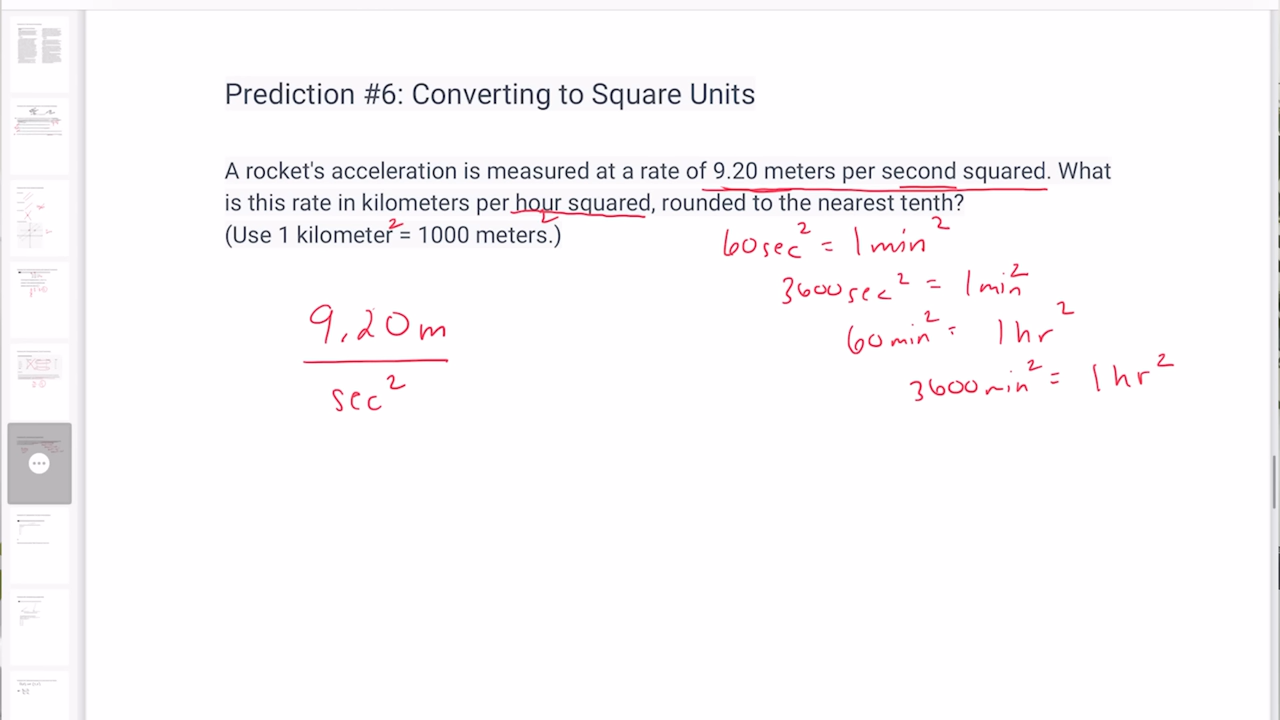 Prediction #6: Converting to Square Units
A rocket's acceleration is measured at a rate of 9.20 meters per second squared. What
is this rate in kilometers per hour squared, rounded to the nearest tenth?
(Use 1 kilometer² = 1000 meters.²)
60sec² = 1min²
3600sec² = 1min²
60min² = 1hr²
3600min² = 1hr²
9.20m
sec²